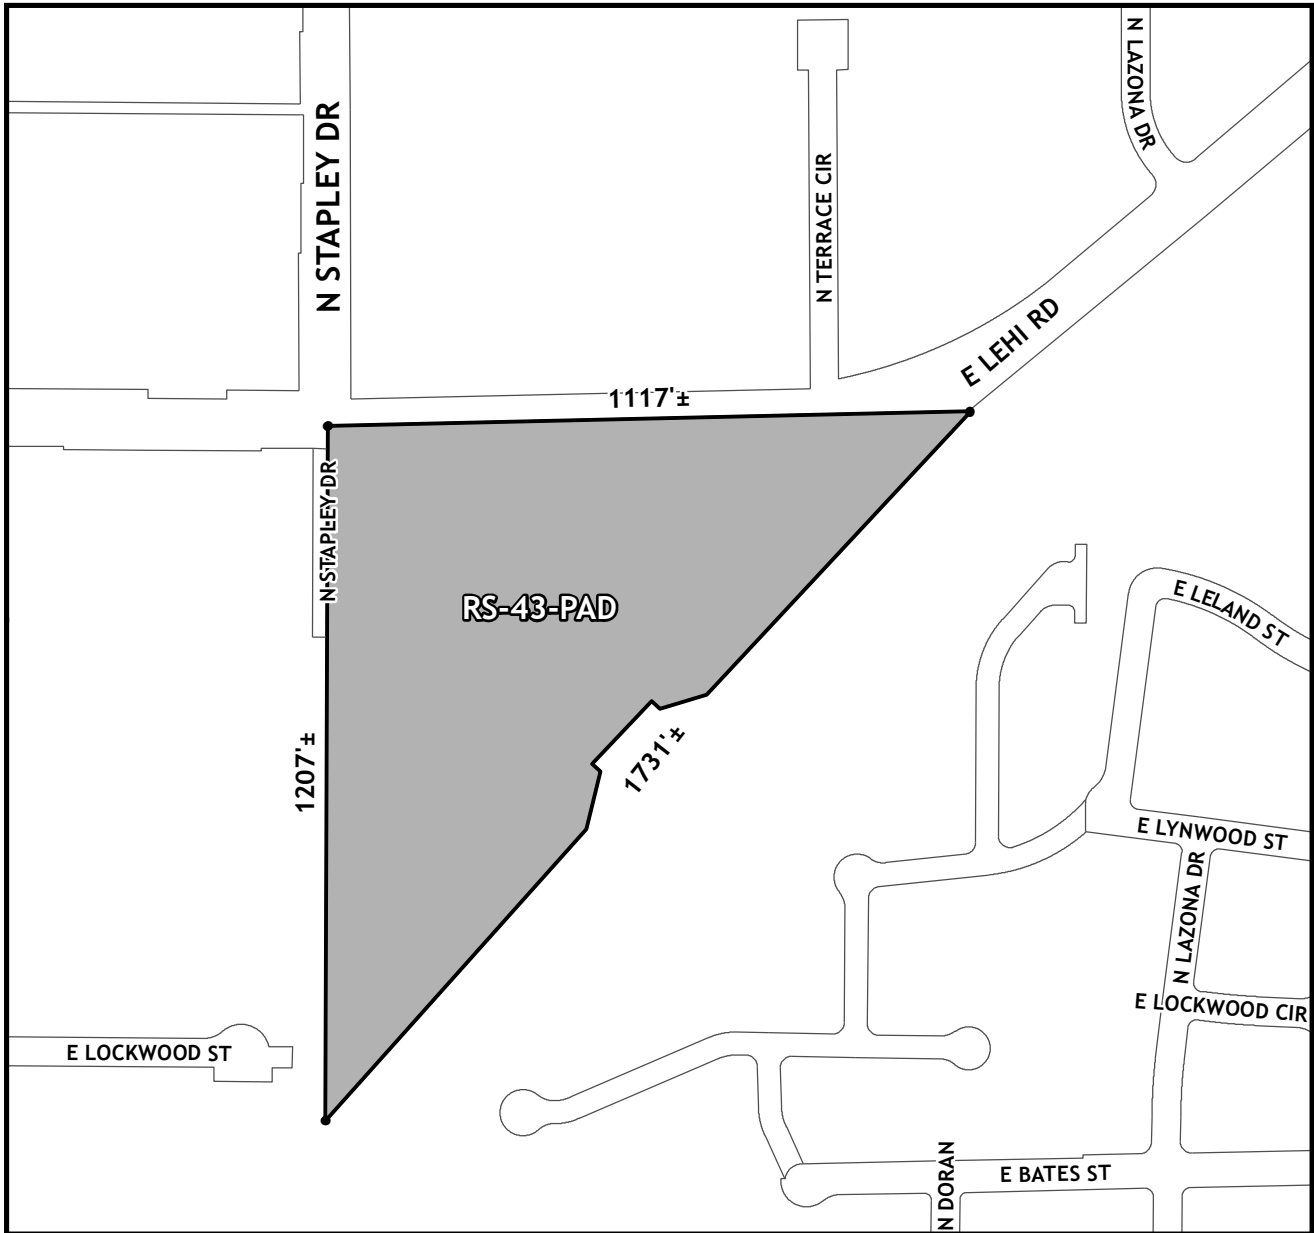 N LAZONA DR
N STAPLEY DR
N TERRACE CIR
E LEHI RD
1117'±
N STAPLEY DR
RS-43-PAD
E LELAND ST
1207'±
1731'±
E LYNWOOD ST
N LAZONA DR
E LOCKWOOD CIR
E LOCKWOOD ST
N DORAN
E BATES ST